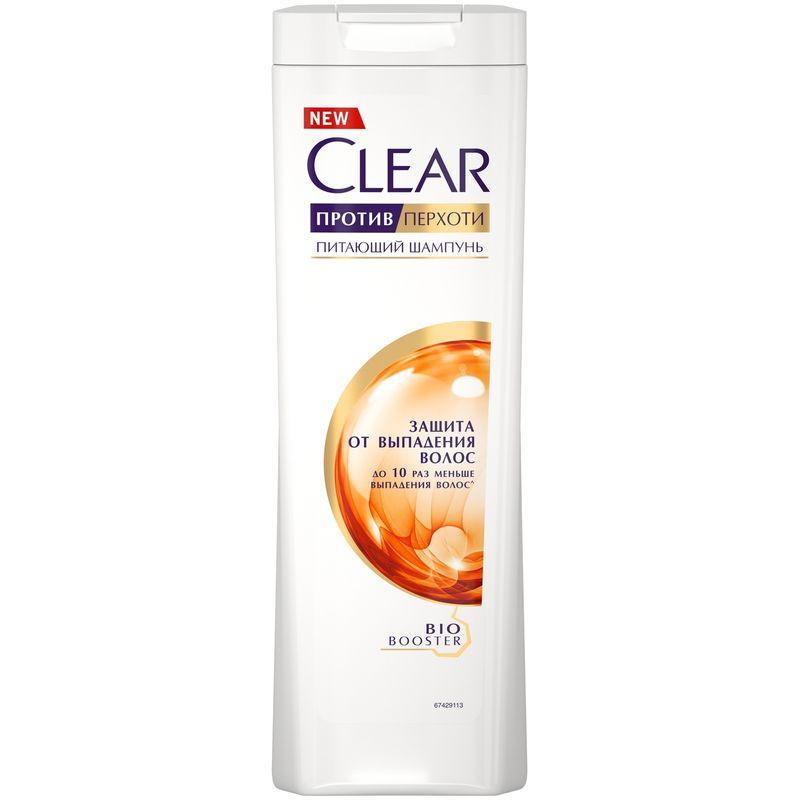 NEW
CLEAR
ПРОТИВ ПЕРХОТИ
ПИТАЮЩИЙ ШАМПУНЬ
ЗАЩИТА
ОТ ВЫПАДЕНИЯ
ВОЛОС
ДО 10 РАЗ МЕНЬШЕ
ВЫПАДЕНИЯ ВОЛОС^
BIO
BOOSTER
67429113